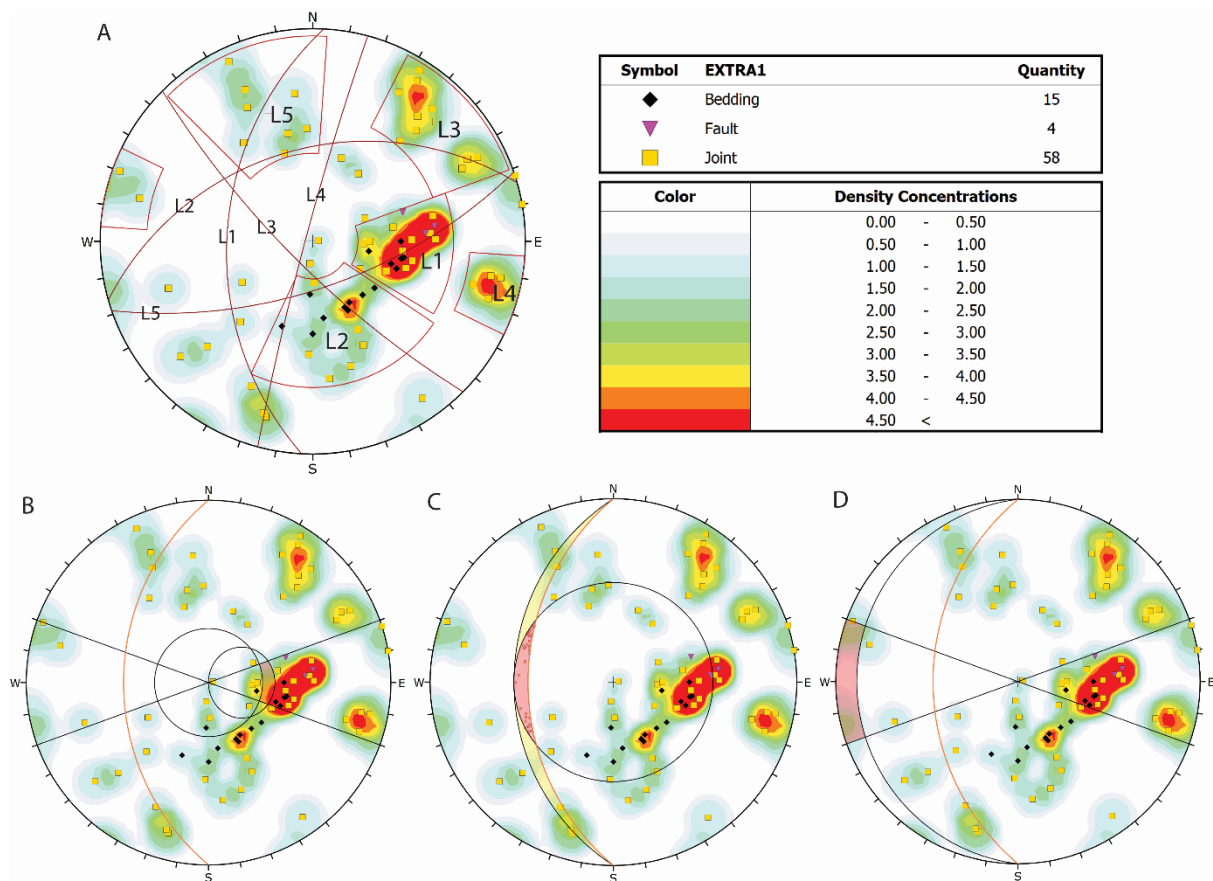 A
N
L5
L3
L4
L2
L1
L3
W
E
L1
L4
L5
L2
S
Symbol EXTRA1 Quantity
Bedding 15
Fault 4
Joint 58
Color Density Concentrations
0.00 - 0.50
0.50 - 1.00
1.00 - 1.50
1.50 - 2.00
2.00 - 2.50
2.50 - 3.00
3.00 - 3.50
3.50 - 4.00
4.00 - 4.50
4.50 <
B
N
W
E
S
C
N
W
E
S
D
N
W
E
S